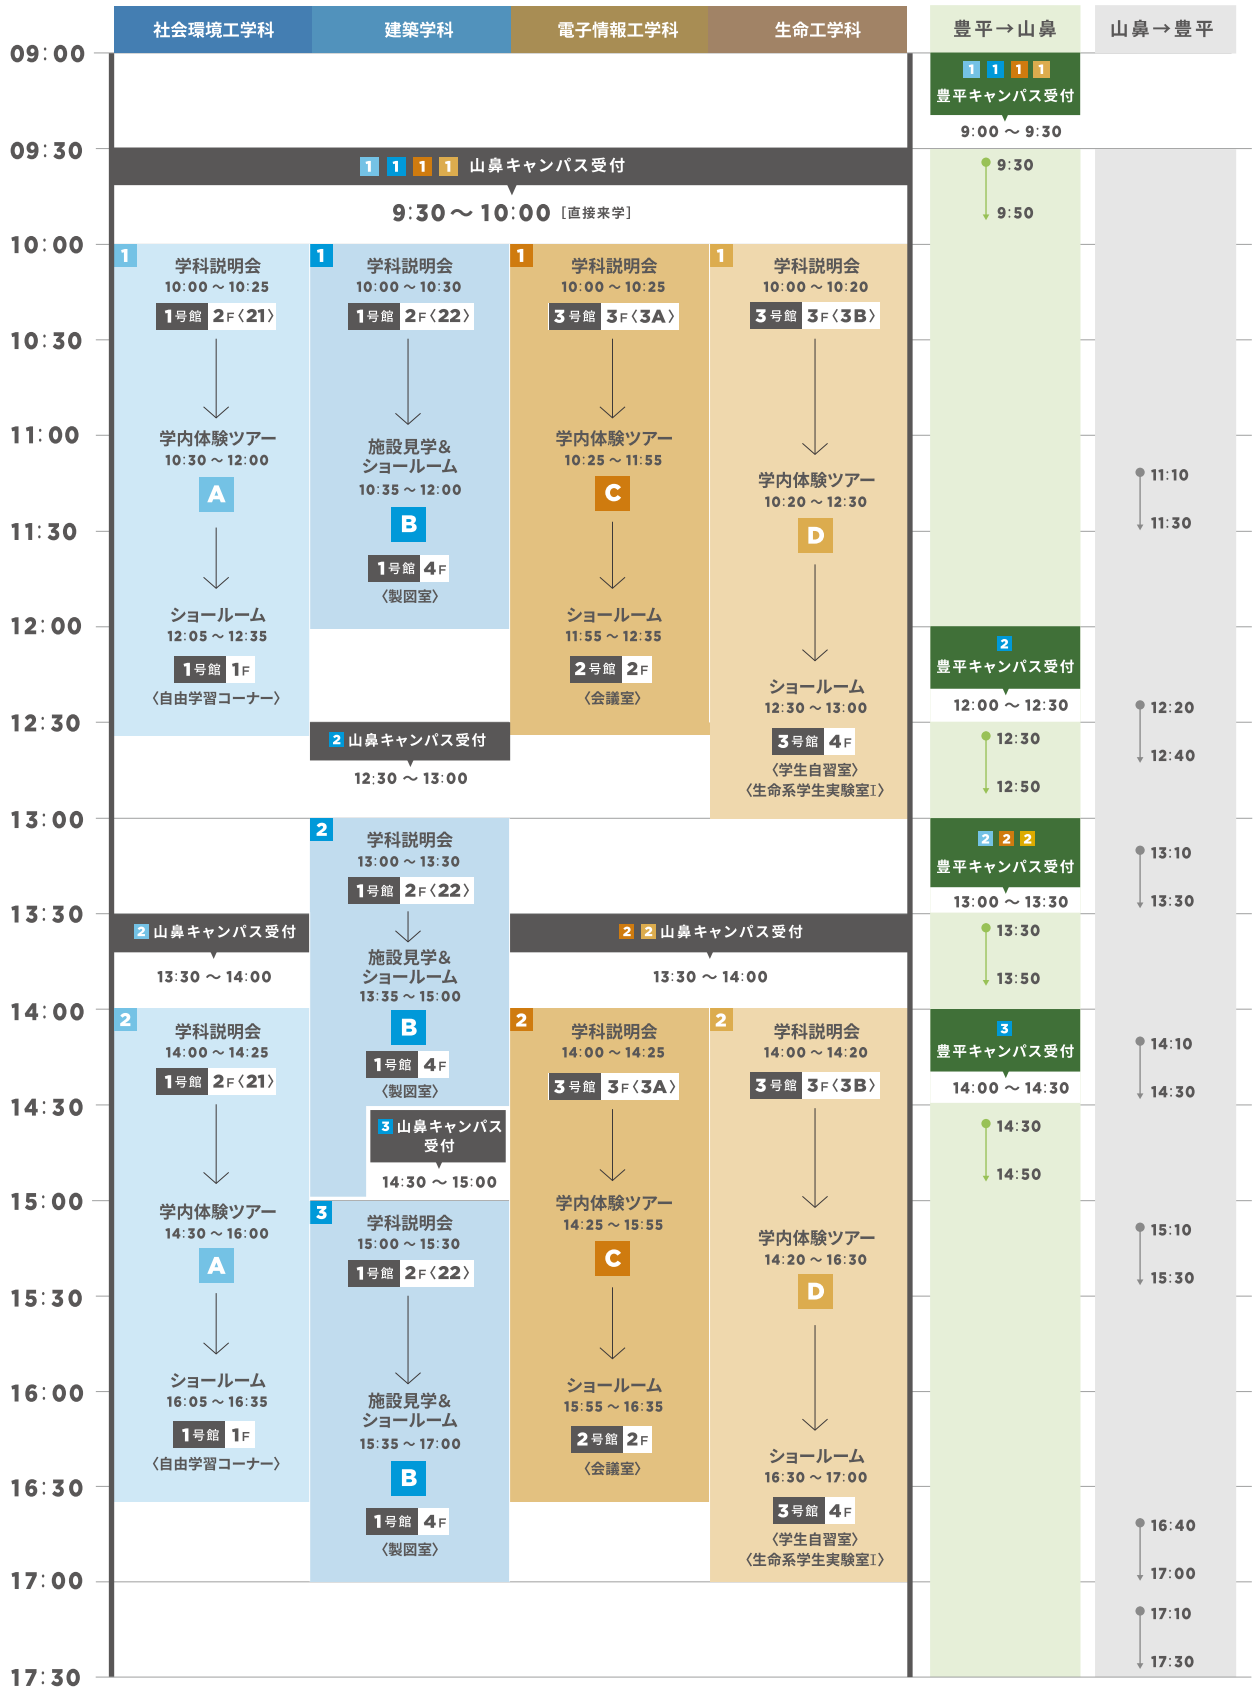 社会環境工学科
建築学科
電子情報工学科
生命工学科
豊平→山鼻
山鼻→豊平
09:00
09:30
10:00
10:30
11:00
11:30
12:00
12:30
13:00
13:30
14:00
14:30
15:00
15:30
16:00
16:30
17:00
17:30
1 1 1 1 山鼻キャンパス受付
9:30〜10:00 [直接来学]
1
学科説明会
10:00〜10:25
1号館 2F〈21〉
学内体験ツアー
10:30〜12:00
A
ショールーム
12:05〜12:35
1号館 1F
〈自由学習コーナー〉
2 山鼻キャンパス受付
13:30〜14:00
2
学科説明会
14:00〜14:25
1号館 2F〈21〉
学内体験ツアー
14:30〜16:00
A
ショールーム
16:05〜16:35
1号館 1F
〈自由学習コーナー〉
1
学科説明会
10:00〜10:30
1号館 2F〈22〉
施設見学&
ショールーム
10:35〜12:00
B
1号館 4F
〈製図室〉
2 山鼻キャンパス受付
12:30〜13:00
2
学科説明会
13:00〜13:30
1号館 2F〈22〉
施設見学&
ショールーム
13:35〜15:00
B
1号館 4F
〈製図室〉
3 山鼻キャンパス
受付
14:30〜15:00
3
学科説明会
15:00〜15:30
1号館 2F〈22〉
施設見学&
ショールーム
15:35〜17:00
B
1号館 4F
〈製図室〉
1
学科説明会
10:00〜10:25
3号館 3F〈3A〉
学内体験ツアー
10:25〜11:55
C
ショールーム
11:55〜12:35
2号館 2F
〈会議室〉
2 2 山鼻キャンパス受付
13:30〜14:00
2
学科説明会
14:00〜14:25
3号館 3F〈3A〉
学内体験ツアー
14:25〜15:55
C
ショールーム
15:55〜16:35
2号館 2F
〈会議室〉
1
学科説明会
10:00〜10:20
3号館 3F〈3B〉
学内体験ツアー
10:20〜12:30
D
ショールーム
12:30〜13:00
3号館 4F
〈学生自習室〉
〈生命系学生実験室I〉
2
学科説明会
14:00〜14:20
3号館 3F〈3B〉
学内体験ツアー
14:20〜16:30
D
ショールーム
16:30〜17:00
3号館 4F
〈学生自習室〉
〈生命系学生実験室I〉
1 1 1 1
豊平キャンパス受付
9:00〜9:30
9:30
9:50
2
豊平キャンパス受付
12:00〜12:30
12:30
12:50
2 2 2
豊平キャンパス受付
13:00〜13:30
13:30
13:50
3
豊平キャンパス受付
14:00〜14:30
14:30
14:50
11:10
11:30
12:20
12:40
13:10
13:30
14:10
14:30
15:10
15:30
16:40
17:00
17:10
17:30